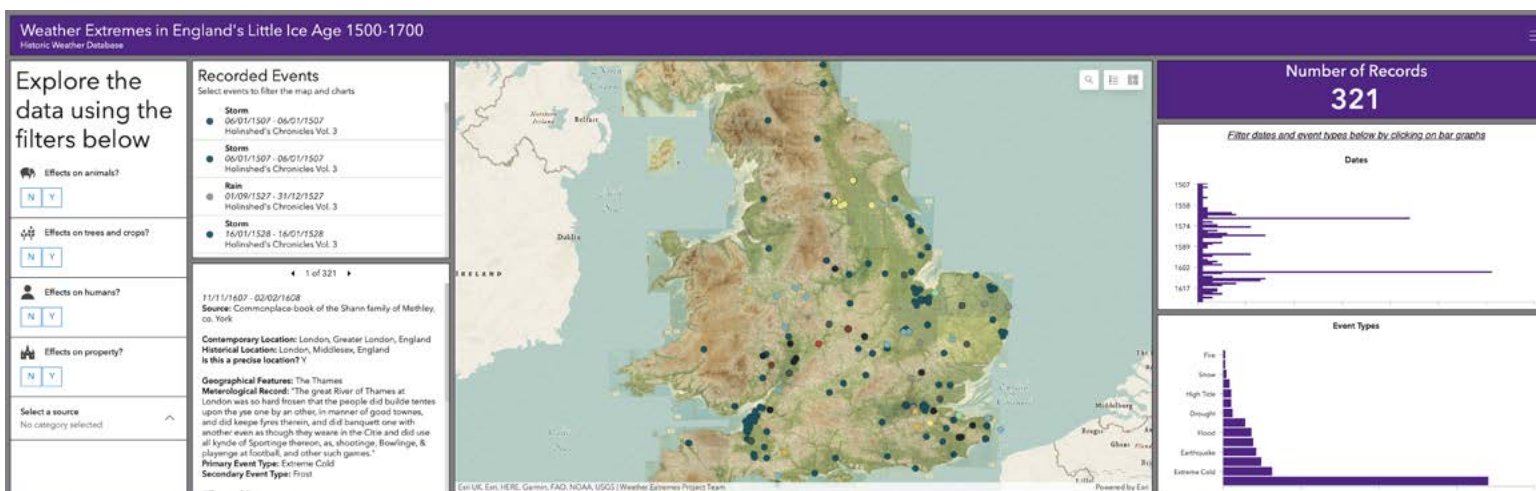 Weather Extremes in England's Little Ice Age 1500-1700
Historic Weather Database
Explore the
data using the
filters below
Effects on animals?
N Y
Effects on trees and crops?
N Y
Effects on humans?
N Y
Effects on property?
N Y
Select a source
No category selected
Recorded Events
Select events to filter the map and charts
Storm
06/01/1507 - 06/01/1507
Holinshed's Chronicles Vol. 3
Storm
06/01/1507 - 06/01/1507
Holinshed's Chronicles Vol. 3
Rain
01/09/1527 - 31/12/1527
Holinshed's Chronicles Vol. 3
Storm
16/01/1528 - 16/01/1528
Holinshed's Chronicles Vol. 3
1 of 321
11/11/1607 - 02/02/1608
Source: Commonplace-book of the Shann family of Methley,
co. York
Contemporary Location: London, Greater London, England
Historical Location: London, Middlesex, England
Is this a precise location? Y
Geographical Features: The Thames
Meterological Record: "The great River of Thames at
London was so hard frosen that the people did builde tentes
upon the yse one by an other, in manner of good townes,
and did keepe fyres therein, and did banquett one with
another even as though they weare in the Citie and did use
all kynde of Sportinge thereon, as, shootinge, Bowlinge, &
playenge at football, and other such games."
Primary Event Type: Extreme Cold
Secondary Event Type: Frost
Northern
Ireland
Belfast
Dublin
IRELAND
Middelburg
Bruges
Ghent
Esri UK, Esri, HERE, Garmin, FAO, NOAA, USGS | Weather Extremes Project Team
Powered by Esri
Number of Records
321
Filter dates and event types below by clicking on bar graphs
Dates
1507
1558
1574
1589
1602
1617
Event Types
Fire
Snow
High Tide
Drought
Flood
Earthquake
Extreme Cold